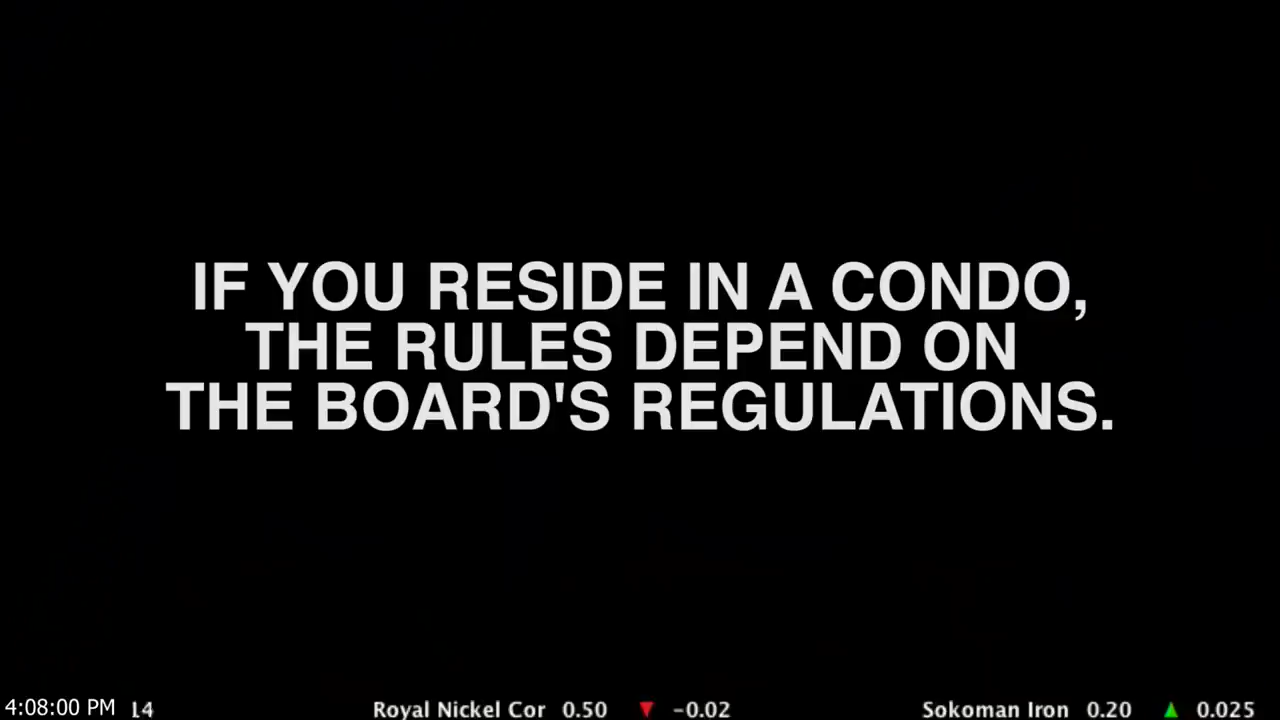 IF YOU RESIDE IN A CONDO,
THE RULES DEPEND ON
THE BOARD'S REGULATIONS.
4:08:00 PM 14 Royal Nickel Cor 0.50 ▼ -0.02 Sokoman Iron 0.20 ▲ 0.025